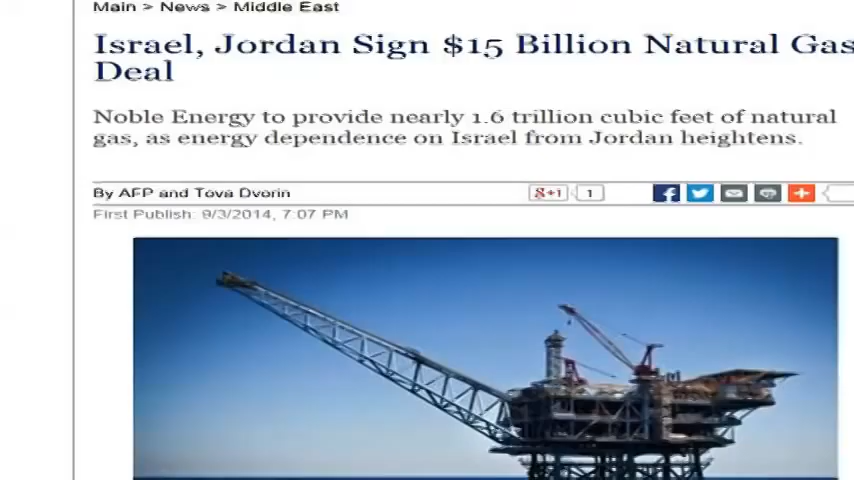 Main > News > Middle East
Israel, Jordan Sign $15 Billion Natural Gas
Deal
Noble Energy to provide nearly 1.6 trillion cubic feet of natural
gas, as energy dependence on Israel from Jordan heightens.
By AFP and Tova Dvorin
g+1 1
First Publish: 9/3/2014, 7:07 PM